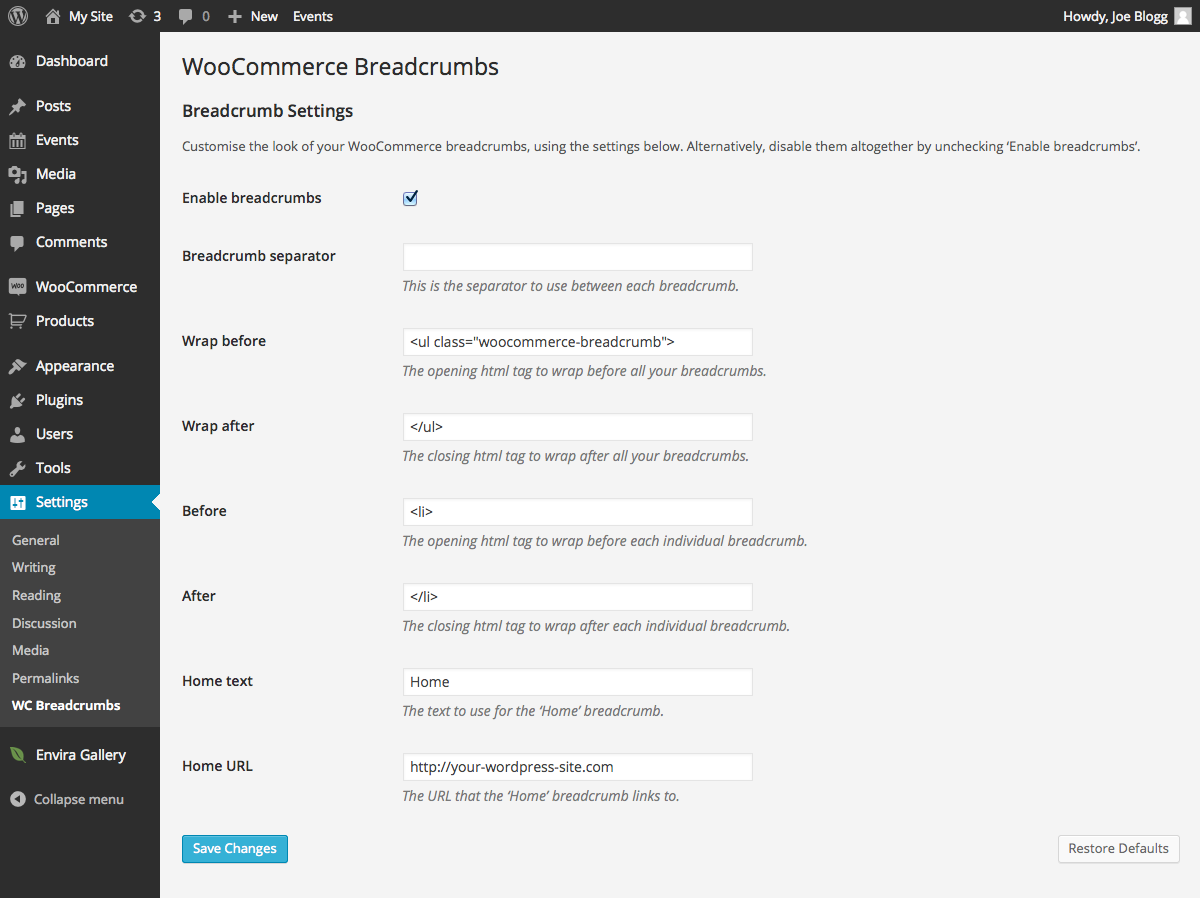 My Site 3 0 New Events Howdy, Joe Blogg
Dashboard
Posts
Events
Media
Pages
Comments
WOO WooCommerce
Products
Appearance
Plugins
Users
Tools
Settings
General
Writing
Reading
Discussion
Media
Permalinks
WC Breadcrumbs
Envira Gallery
Collapse menu
WooCommerce Breadcrumbs
Breadcrumb Settings
Customise the look of your WooCommerce breadcrumbs, using the settings below. Alternatively, disable them altogether by unchecking ‘Enable breadcrumbs’.
Enable breadcrumbs
Breadcrumb separator
This is the separator to use between each breadcrumb.
Wrap before <ul class="woocommerce-breadcrumb">
The opening html tag to wrap before all your breadcrumbs.
Wrap after </ul>
The closing html tag to wrap after all your breadcrumbs.
Before <li>
The opening html tag to wrap before each individual breadcrumb.
After </li>
The closing html tag to wrap after each individual breadcrumb.
Home text Home
The text to use for the ‘Home’ breadcrumb.
Home URL http://your-wordpress-site.com
The URL that the ‘Home’ breadcrumb links to.
Save Changes Restore Defaults